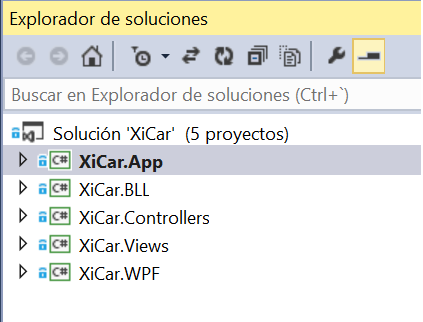 Explorador de soluciones
Buscar en Explorador de soluciones (Ctrl+`)
Solución 'XiCar' (5 proyectos)
C# XiCar.App
C# XiCar.BLL
C# XiCar.Controllers
C# XiCar.Views
C# XiCar.WPF